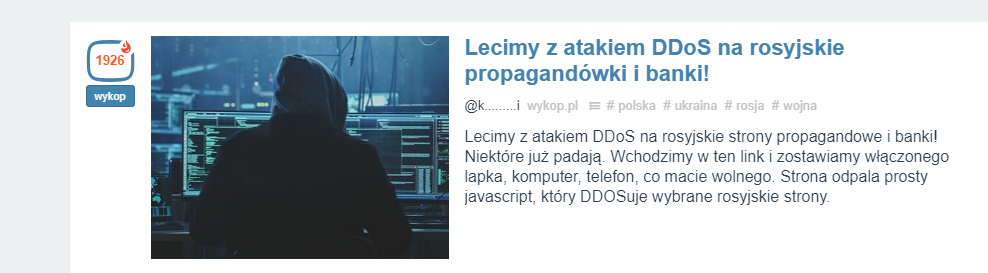 1926
wykop
Lecimy z atakiem DDoS na rosyjskie
propagandówki i banki!
@k.........i wykop.pl # polska # ukraina # rosja # wojna
Lecimy z atakiem DDoS na rosyjskie strony propagandowe i banki!
Niektóre już padają. Wchodzimy w ten link i zostawiamy włączonego
lapka, komputer, telefon, co macie wolnego. Strona odpala prosty
javascript, który DDOSuje wybrane rosyjskie strony.